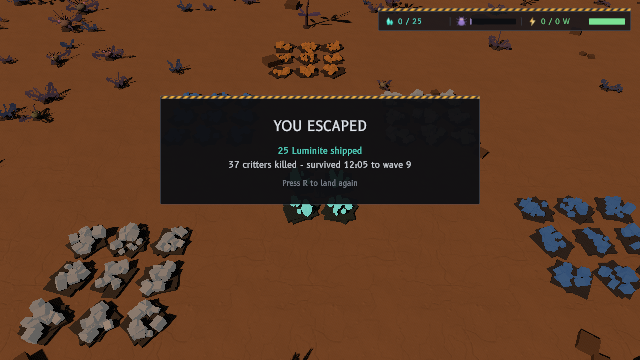 0 / 25
0 / 0 W
YOU ESCAPED
25 Luminite shipped
37 critters killed - survived 12:05 to wave 9
Press R to land again